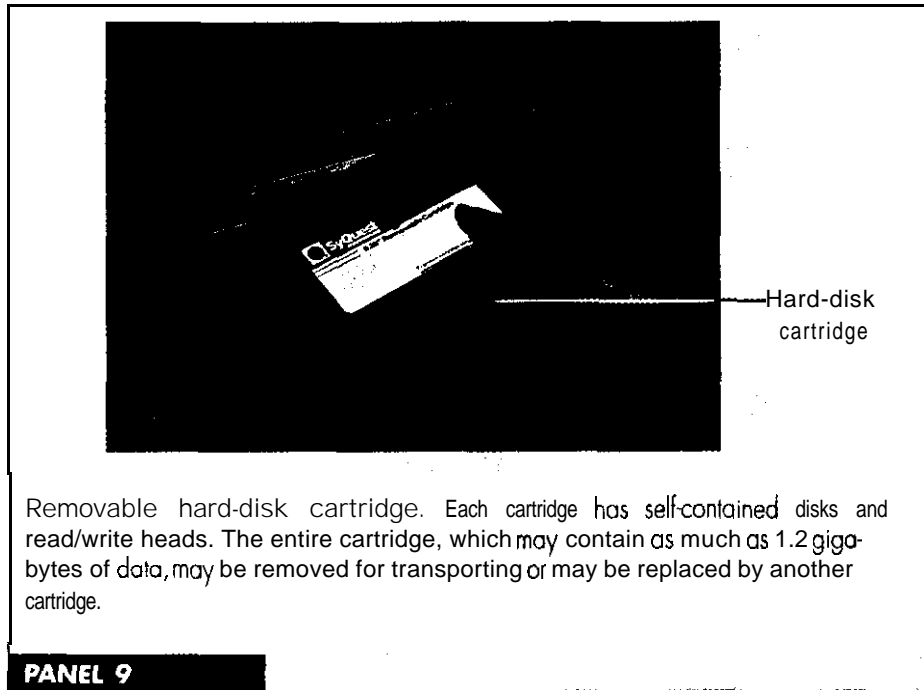 SyQuest
Removable Cartridge
Hard-disk
cartridge
Removable hard-disk cartridge. Each cartridge has self-contained disks and
read/write heads. The entire cartridge, which may contain as much as 1.2 giga-
bytes of data, may be removed for transporting or may be replaced by another
cartridge.
PANEL 9